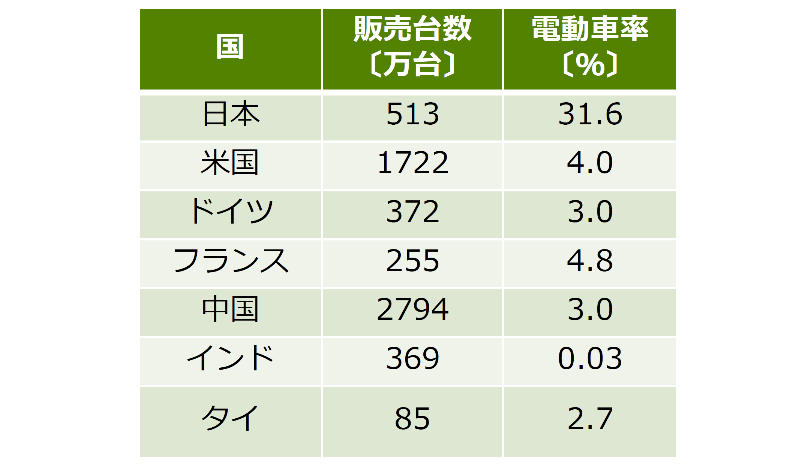 国 販売台数 電動車率
〔万台〕 〔%〕
日本 513 31.6
米国 1722 4.0
ドイツ 372 3.0
フランス 255 4.8
中国 2794 3.0
インド 369 0.03
タイ 85 2.7